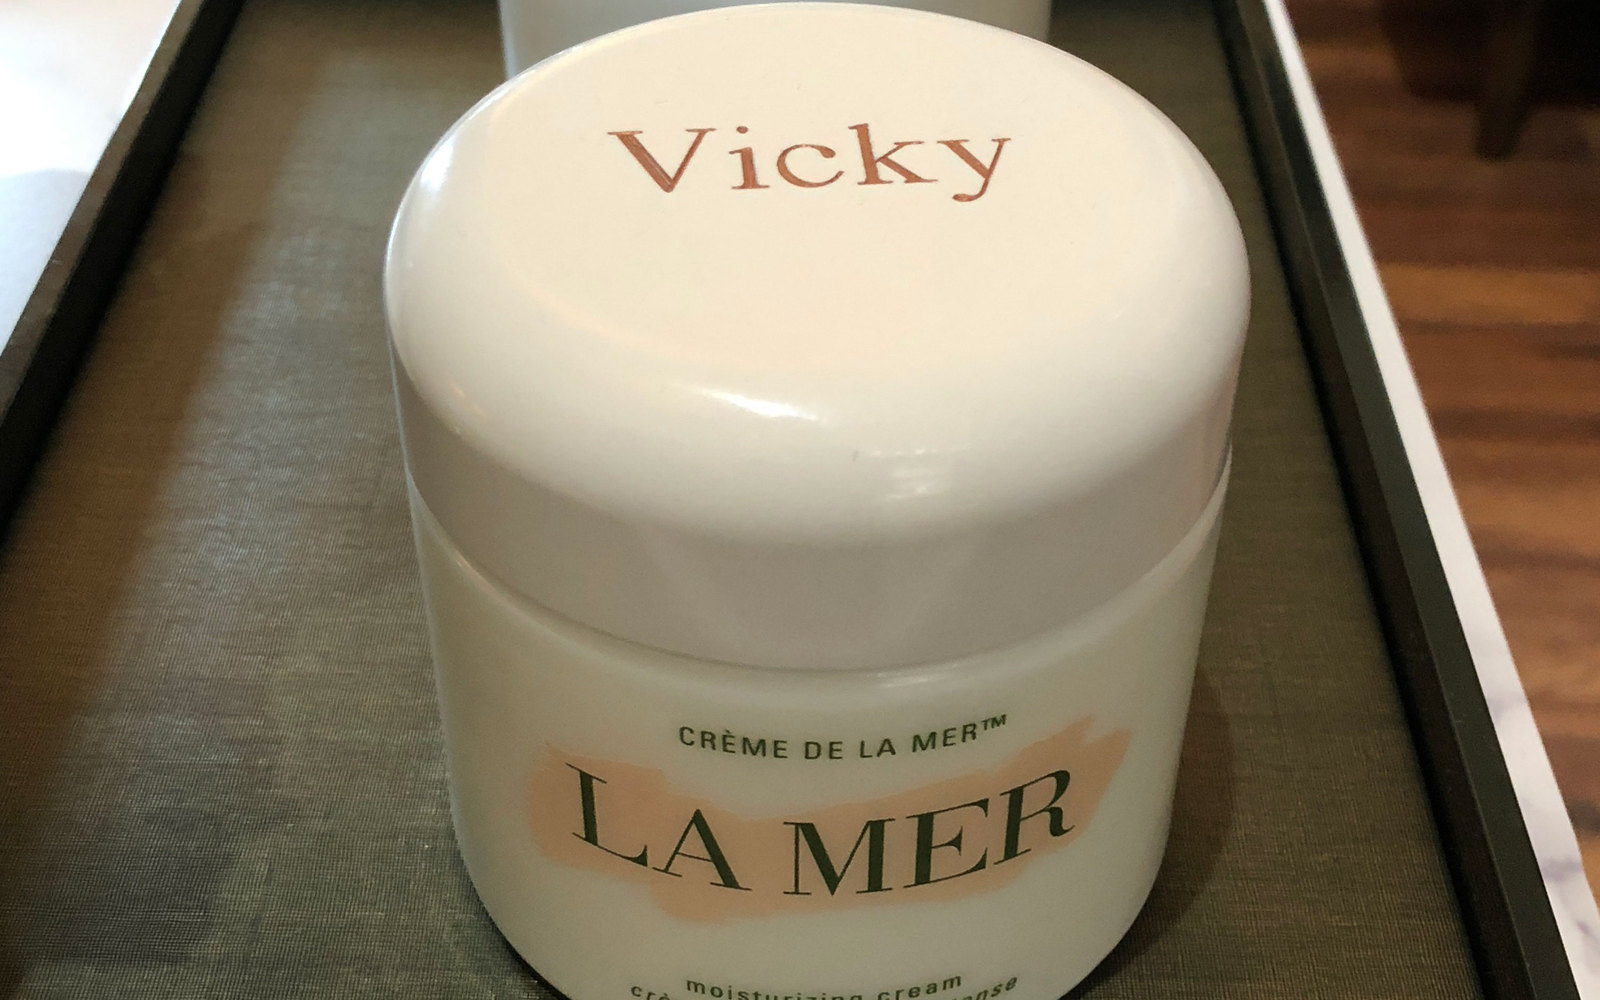 Vicky
CRÈME DE LA MER™
LA MER
moisturizing cream